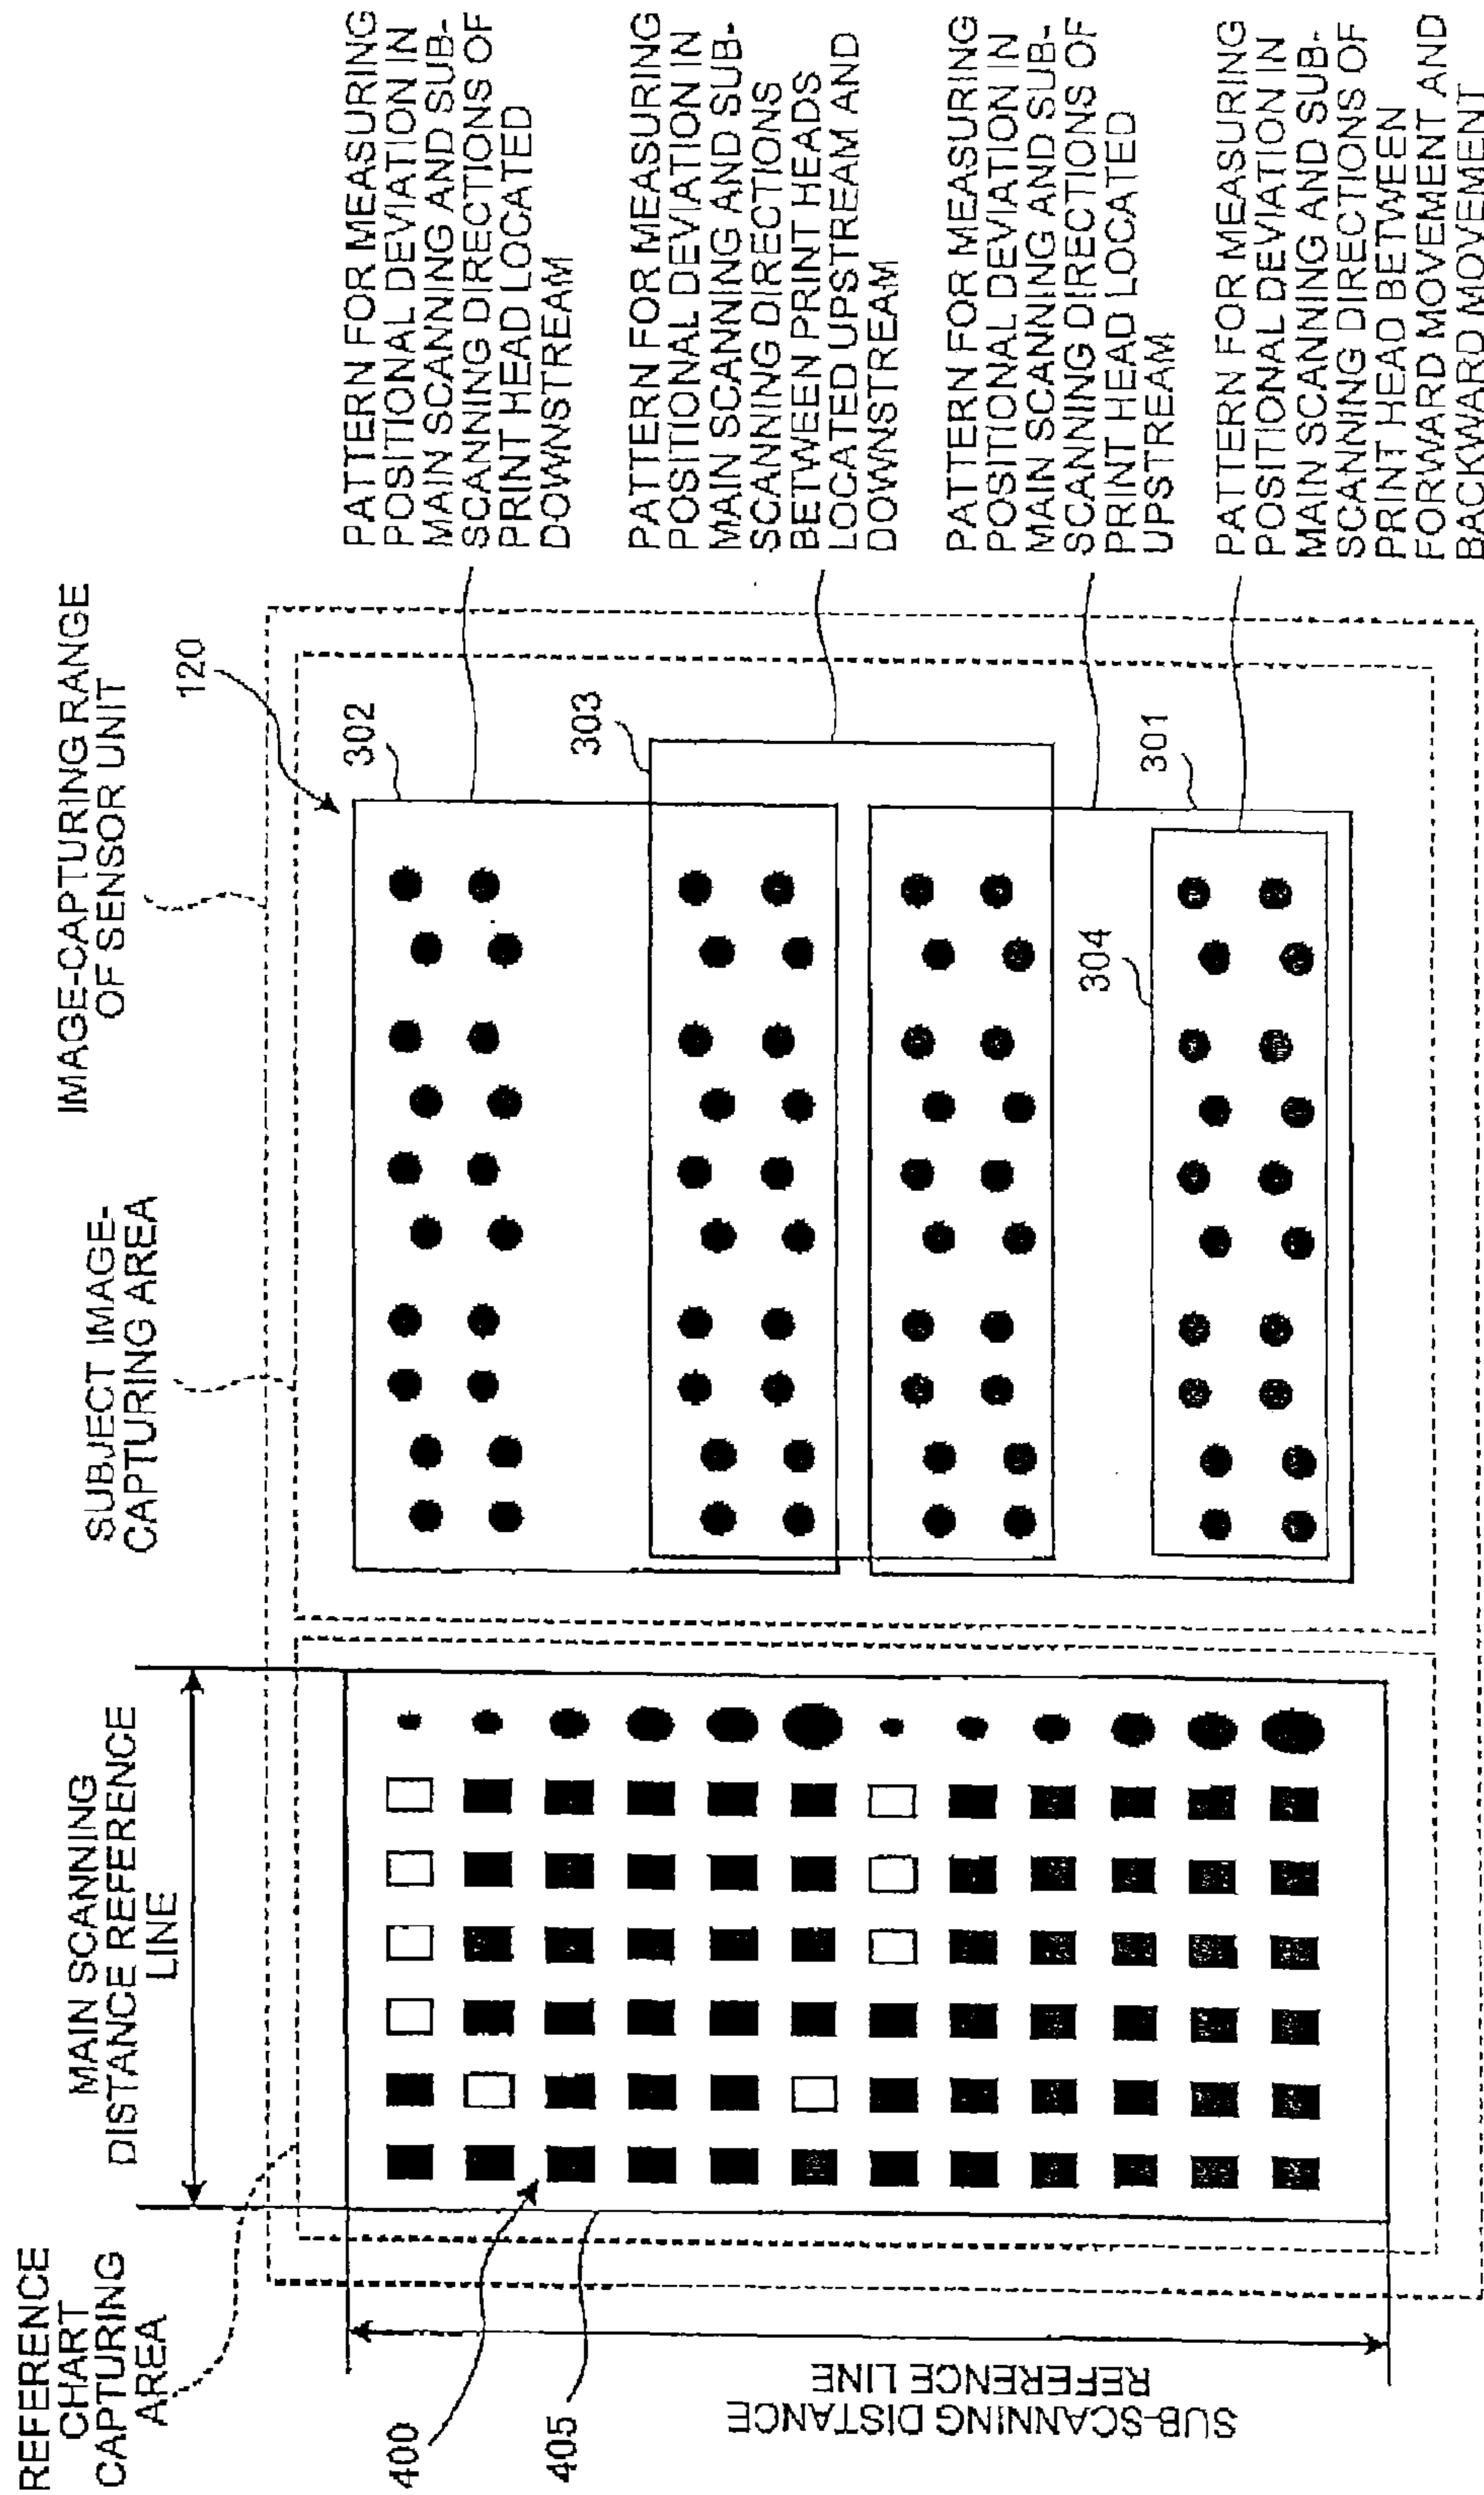 REFERENCE
CHART
CAPTURING
AREA
MAIN SCANNING
DISTANCE REFERENCE
LINE
SUBJECT IMAGE-
CAPTURING AREA
IMAGE-CAPTURING RANGE
OF SENSOR UNIT
120
302
303
301
304
400
405
SUB-SCANNING DISTANCE
REFERENCE LINE
PATTERN FOR MEASURING
POSITIONAL DEVIATION IN
MAIN SCANNING AND SUB-
SCANNING DIRECTIONS OF
PRINT HEAD LOCATED
DOWNSTREAM
PATTERN FOR MEASURING
POSITIONAL DEVIATION IN
MAIN SCANNING AND SUB-
SCANNING DIRECTIONS
BETWEEN PRINT HEADS
LOCATED UPSTREAM AND
DOWNSTREAM
PATTERN FOR MEASURING
POSITIONAL DEVIATION IN
MAIN SCANNING AND SUB-
SCANNING DIRECTIONS OF
PRINT HEAD LOCATED
UPSTREAM
PATTERN FOR MEASURING
POSITIONAL DEVIATION IN
MAIN SCANNING AND SUB-
SCANNING DIRECTIONS OF
PRINT HEAD BETWEEN
FORWARD MOVEMENT AND
BACKWARD MOVEMENT